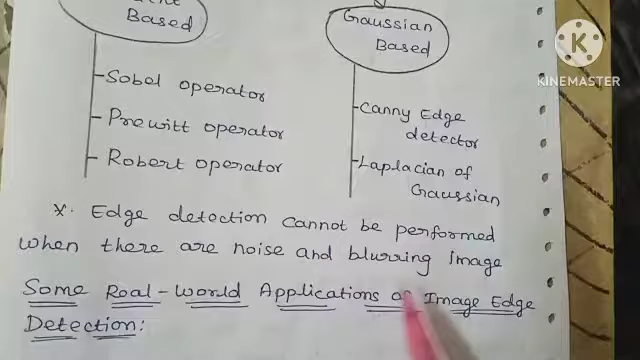 Based
Gaussian
Based
Sobel operator
Prewitt operator
Robert operator
Canny Edge
detector
Laplacian of
Gaussian
K
KINEMASTER
X. Edge detection cannot be performed
when there are noise and blurring image
Some Real-World Applications of Image Edge
Detection: